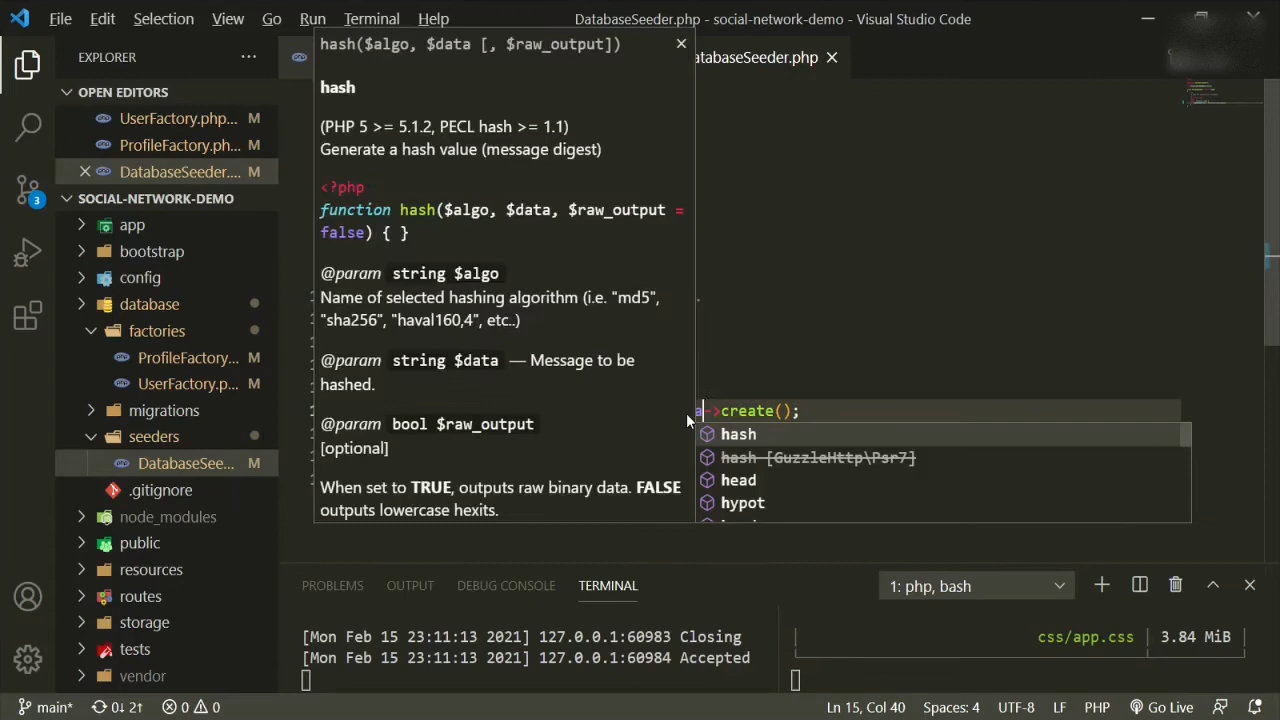 File Edit Selection View Go Run Terminal Help DatabaseSeeder.php - social-network-demo - Visual Studio Code
EXPLORER
OPEN EDITORS
UserFactory.php... M
ProfileFactory.ph... M
DatabaseSeeder.... M
SOCIAL-NETWORK-DEMO
app
bootstrap
config
database
factories
ProfileFactory.... M
UserFactory.p... M
migrations
seeders
DatabaseSee... M
.gitignore
node_modules
public
resources
routes
storage
tests
vendor
3
atabaseSeeder.php
hash($algo, $data [, $raw_output])
hash
(PHP 5 >= 5.1.2, PECL hash >= 1.1)
Generate a hash value (message digest)
<?php
function hash($algo, $data, $raw_output =
false) { }
@param string $algo
Name of selected hashing algorithm (i.e. "md5",
"sha256", "haval160,4", etc..)
@param string $data — Message to be
hashed.
@param bool $raw_output
[optional]
When set to TRUE, outputs raw binary data. FALSE
outputs lowercase hexits.
a->create();
hash
hash [GuzzleHttp\Psr7]
head
hypot
PROBLEMS OUTPUT DEBUG CONSOLE TERMINAL 1: php, bash
[Mon Feb 15 23:11:13 2021] 127.0.0.1:60983 Closing
[Mon Feb 15 23:11:13 2021] 127.0.0.1:60984 Accepted
| css/app.css | 3.84 MiB |
main* 0↓ 2↑ 0 0 Ln 15, Col 40 Spaces: 4 UTF-8 LF PHP Go Live